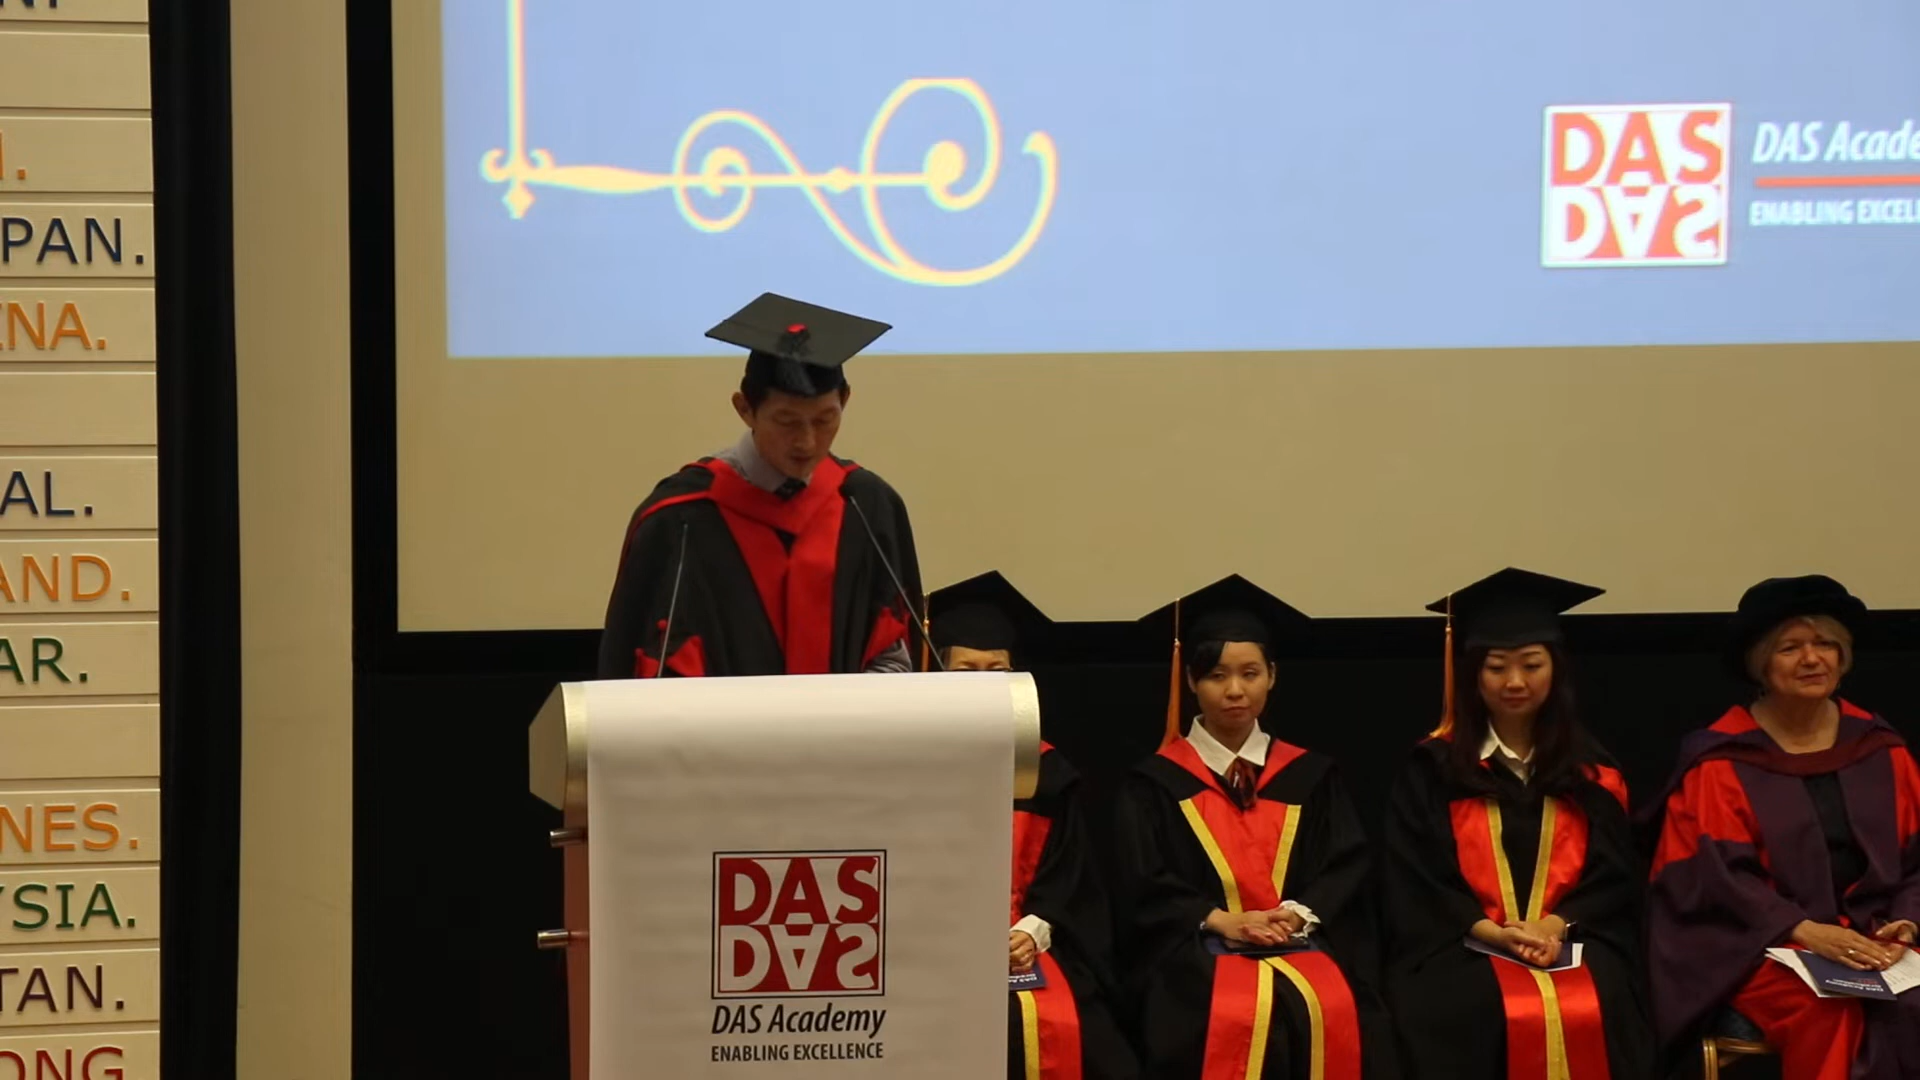 PAN.
NA.
AL.
AND.
AR.
NES.
YSIA.
TAN.
ONG
DAS
DAS
DAS Acade
ENABLING EXCELL
DAS
DAS
DAS Academy
ENABLING EXCELLENCE